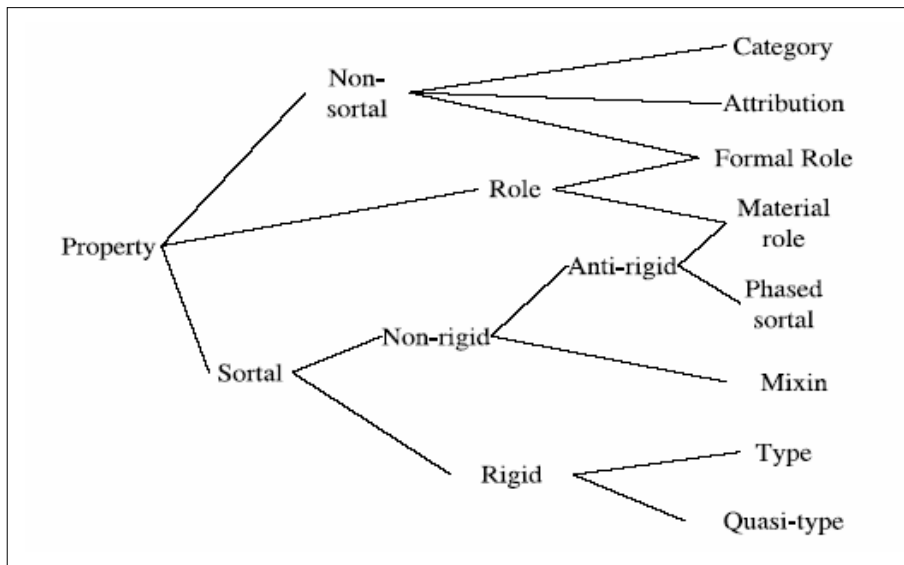 Category
Non-
sortal
Attribution
Formal Role
Role
Material
role
Property
Anti-rigid
Phased
sortal
Non-rigid
Sortal
Mixin
Type
Rigid
Quasi-type